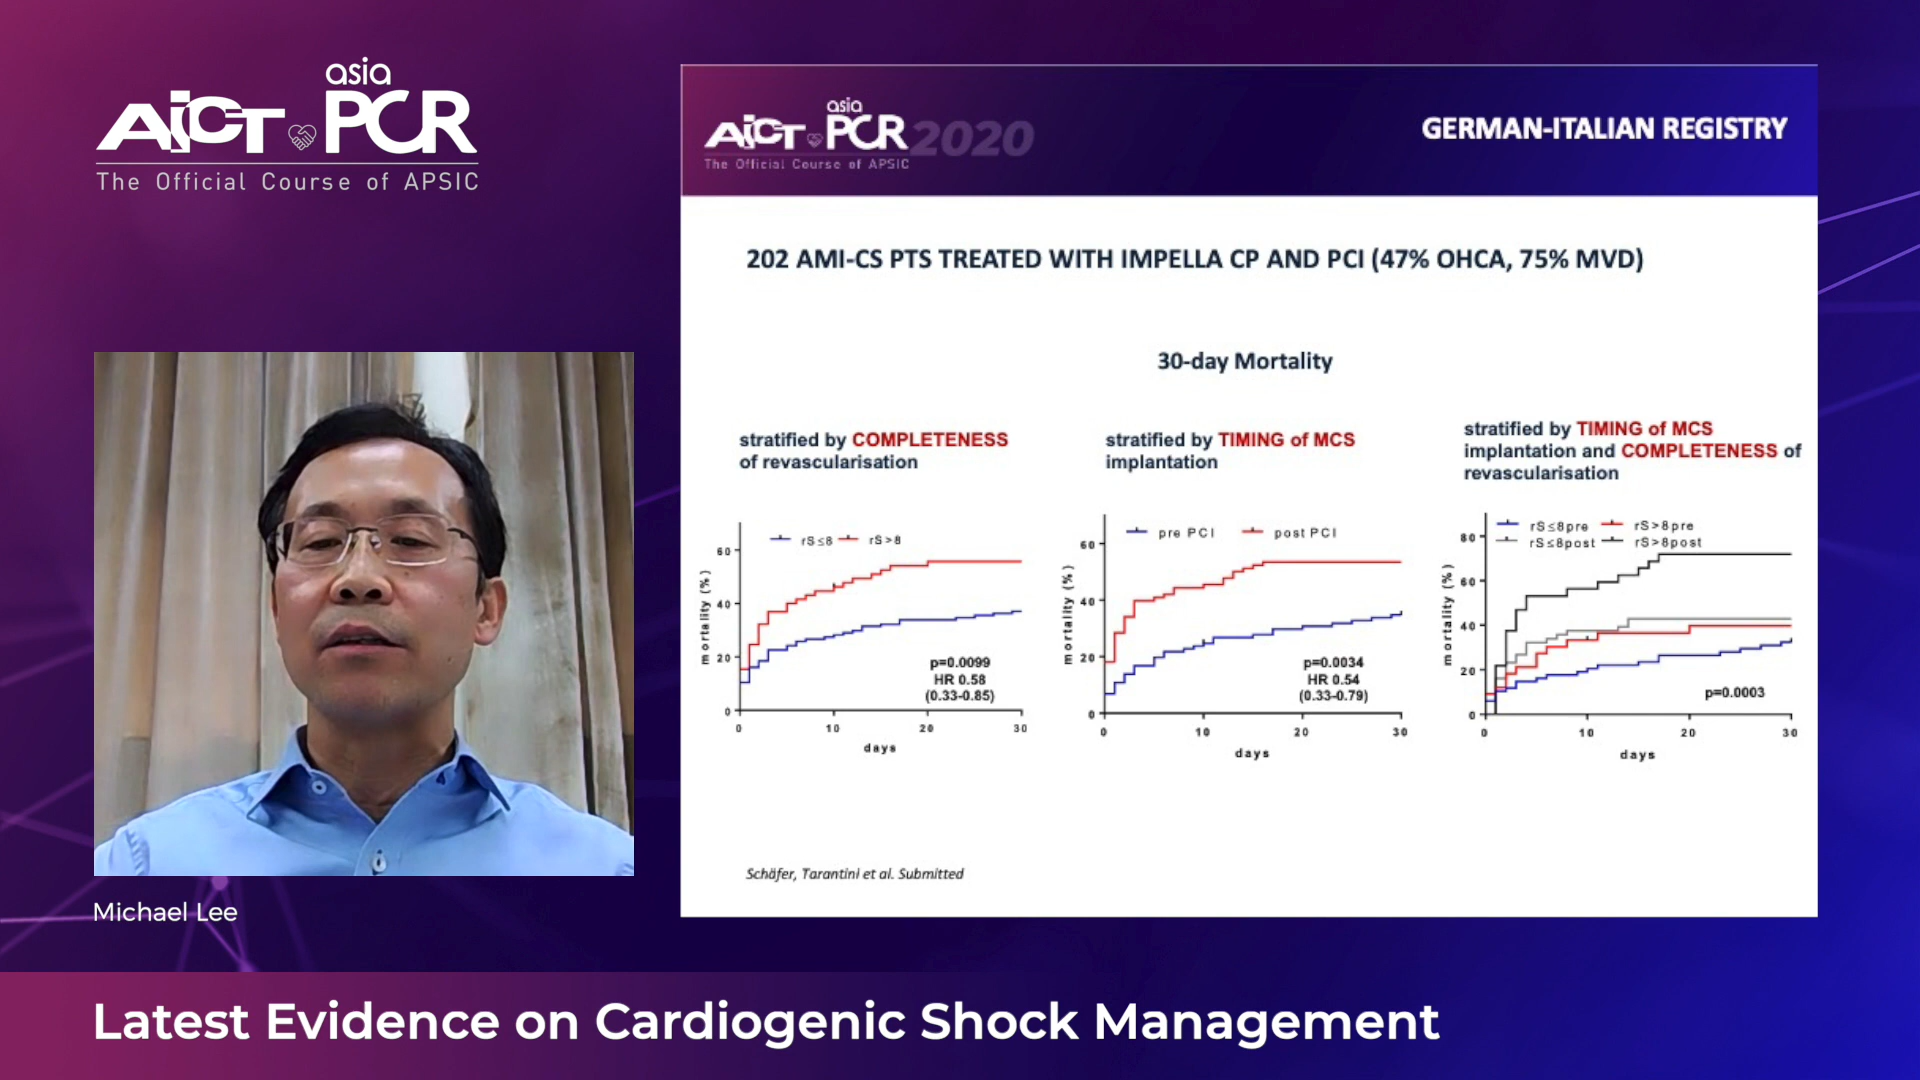 asia
AICT PCR
The Official Course of APSIC
asia
AICT PCR 2020
The Official Course of APSIC
GERMAN-ITALIAN REGISTRY
202 AMI-CS PTS TREATED WITH IMPELLA CP AND PCI (47% OHCA, 75% MVD)
30-day Mortality
stratified by COMPLETENESS
of revascularisation
rS≤8 rS>8
mortality (%)
60
40
20
0
p=0.0099
HR 0.58
(0.33-0.85)
0 10 20 30
days
stratified by TIMING of MCS
implantation
pre PCI post PCI
mortality (%)
60
40
20
0
p=0.0034
HR 0.54
(0.33-0.79)
0 10 20 30
days
stratified by TIMING of MCS
implantation and COMPLETENESS of
revascularisation
rS≤8pre rS>8pre
rS≤8post rS>8post
mortality (%)
80
60
40
20
0
p=0.0003
0 10 20 30
days
Schäfer, Tarantini et al. Submitted
Michael Lee
Latest Evidence on Cardiogenic Shock Management